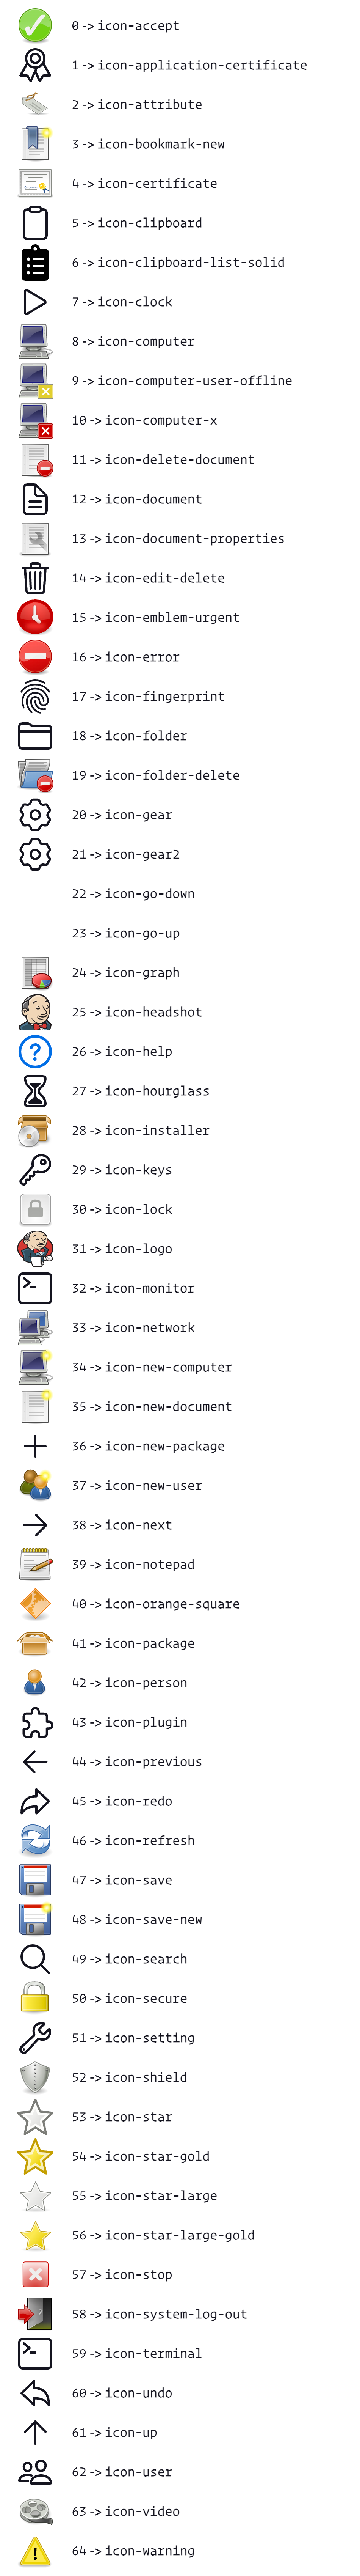 0 -> icon-accept
1 -> icon-application-certificate
2 -> icon-attribute
3 -> icon-bookmark-new
4 -> icon-certificate
5 -> icon-clipboard
6 -> icon-clipboard-list-solid
7 -> icon-clock
8 -> icon-computer
9 -> icon-computer-user-offline
10 -> icon-computer-x
11 -> icon-delete-document
12 -> icon-document
13 -> icon-document-properties
14 -> icon-edit-delete
15 -> icon-emblem-urgent
16 -> icon-error
17 -> icon-fingerprint
18 -> icon-folder
19 -> icon-folder-delete
20 -> icon-gear
21 -> icon-gear2
22 -> icon-go-down
23 -> icon-go-up
24 -> icon-graph
25 -> icon-headshot
26 -> icon-help
27 -> icon-hourglass
28 -> icon-installer
29 -> icon-keys
30 -> icon-lock
31 -> icon-logo
32 -> icon-monitor
33 -> icon-network
34 -> icon-new-computer
35 -> icon-new-document
36 -> icon-new-package
37 -> icon-new-user
38 -> icon-next
39 -> icon-notepad
40 -> icon-orange-square
41 -> icon-package
42 -> icon-person
43 -> icon-plugin
44 -> icon-previous
45 -> icon-redo
46 -> icon-refresh
47 -> icon-save
48 -> icon-save-new
49 -> icon-search
50 -> icon-secure
51 -> icon-setting
52 -> icon-shield
53 -> icon-star
54 -> icon-star-gold
55 -> icon-star-large
56 -> icon-star-large-gold
57 -> icon-stop
58 -> icon-system-log-out
59 -> icon-terminal
60 -> icon-undo
61 -> icon-up
62 -> icon-user
63 -> icon-video
64 -> icon-warning